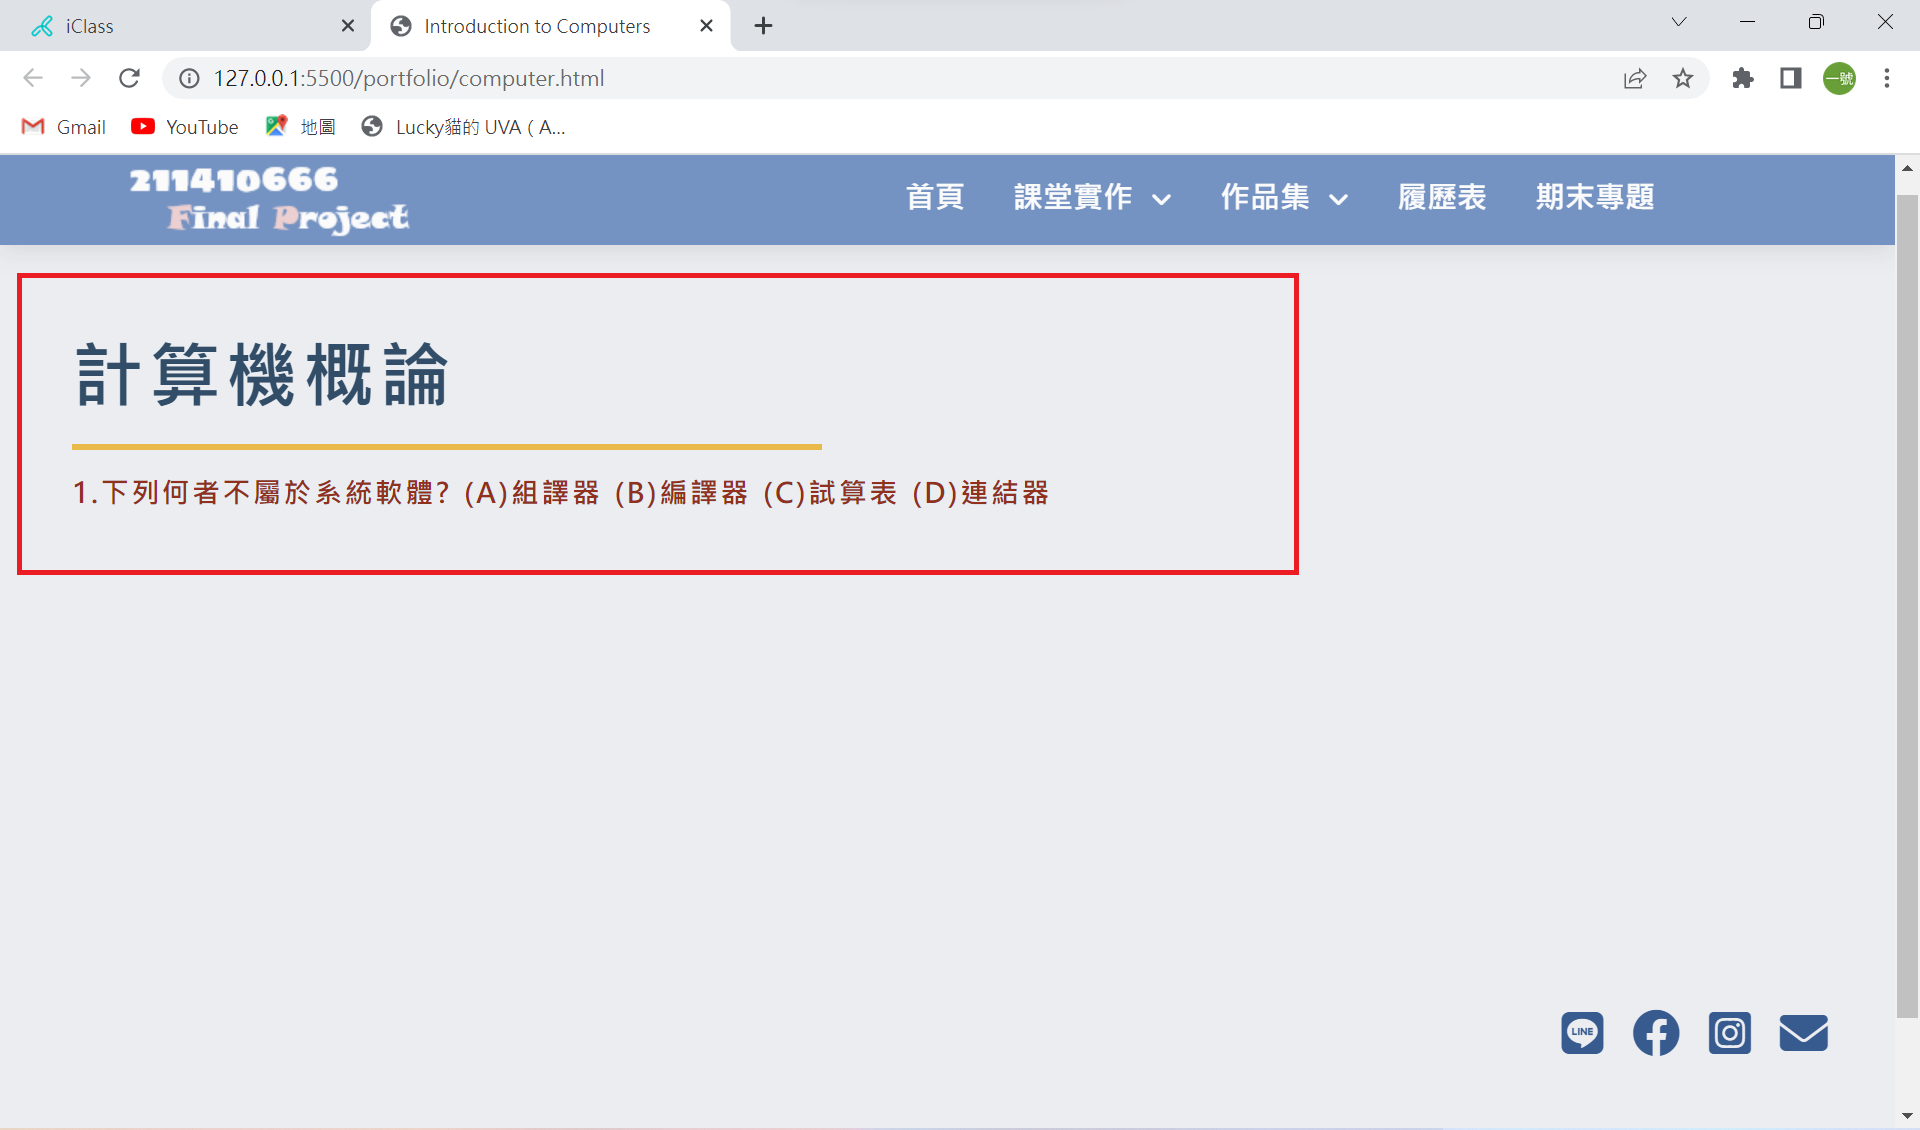 iClass
Introduction to Computers
127.0.0.1:5500/portfolio/computer.html
一號
Gmail
YouTube
地圖
Lucky貓的 UVA ( A...
211410666
Final Project
首頁
課堂實作
作品集
履歷表
期末專題
計算機概論
1.下列何者不屬於系統軟體? (A)組譯器 (B)編譯器 (C)試算表 (D)連結器
LINE